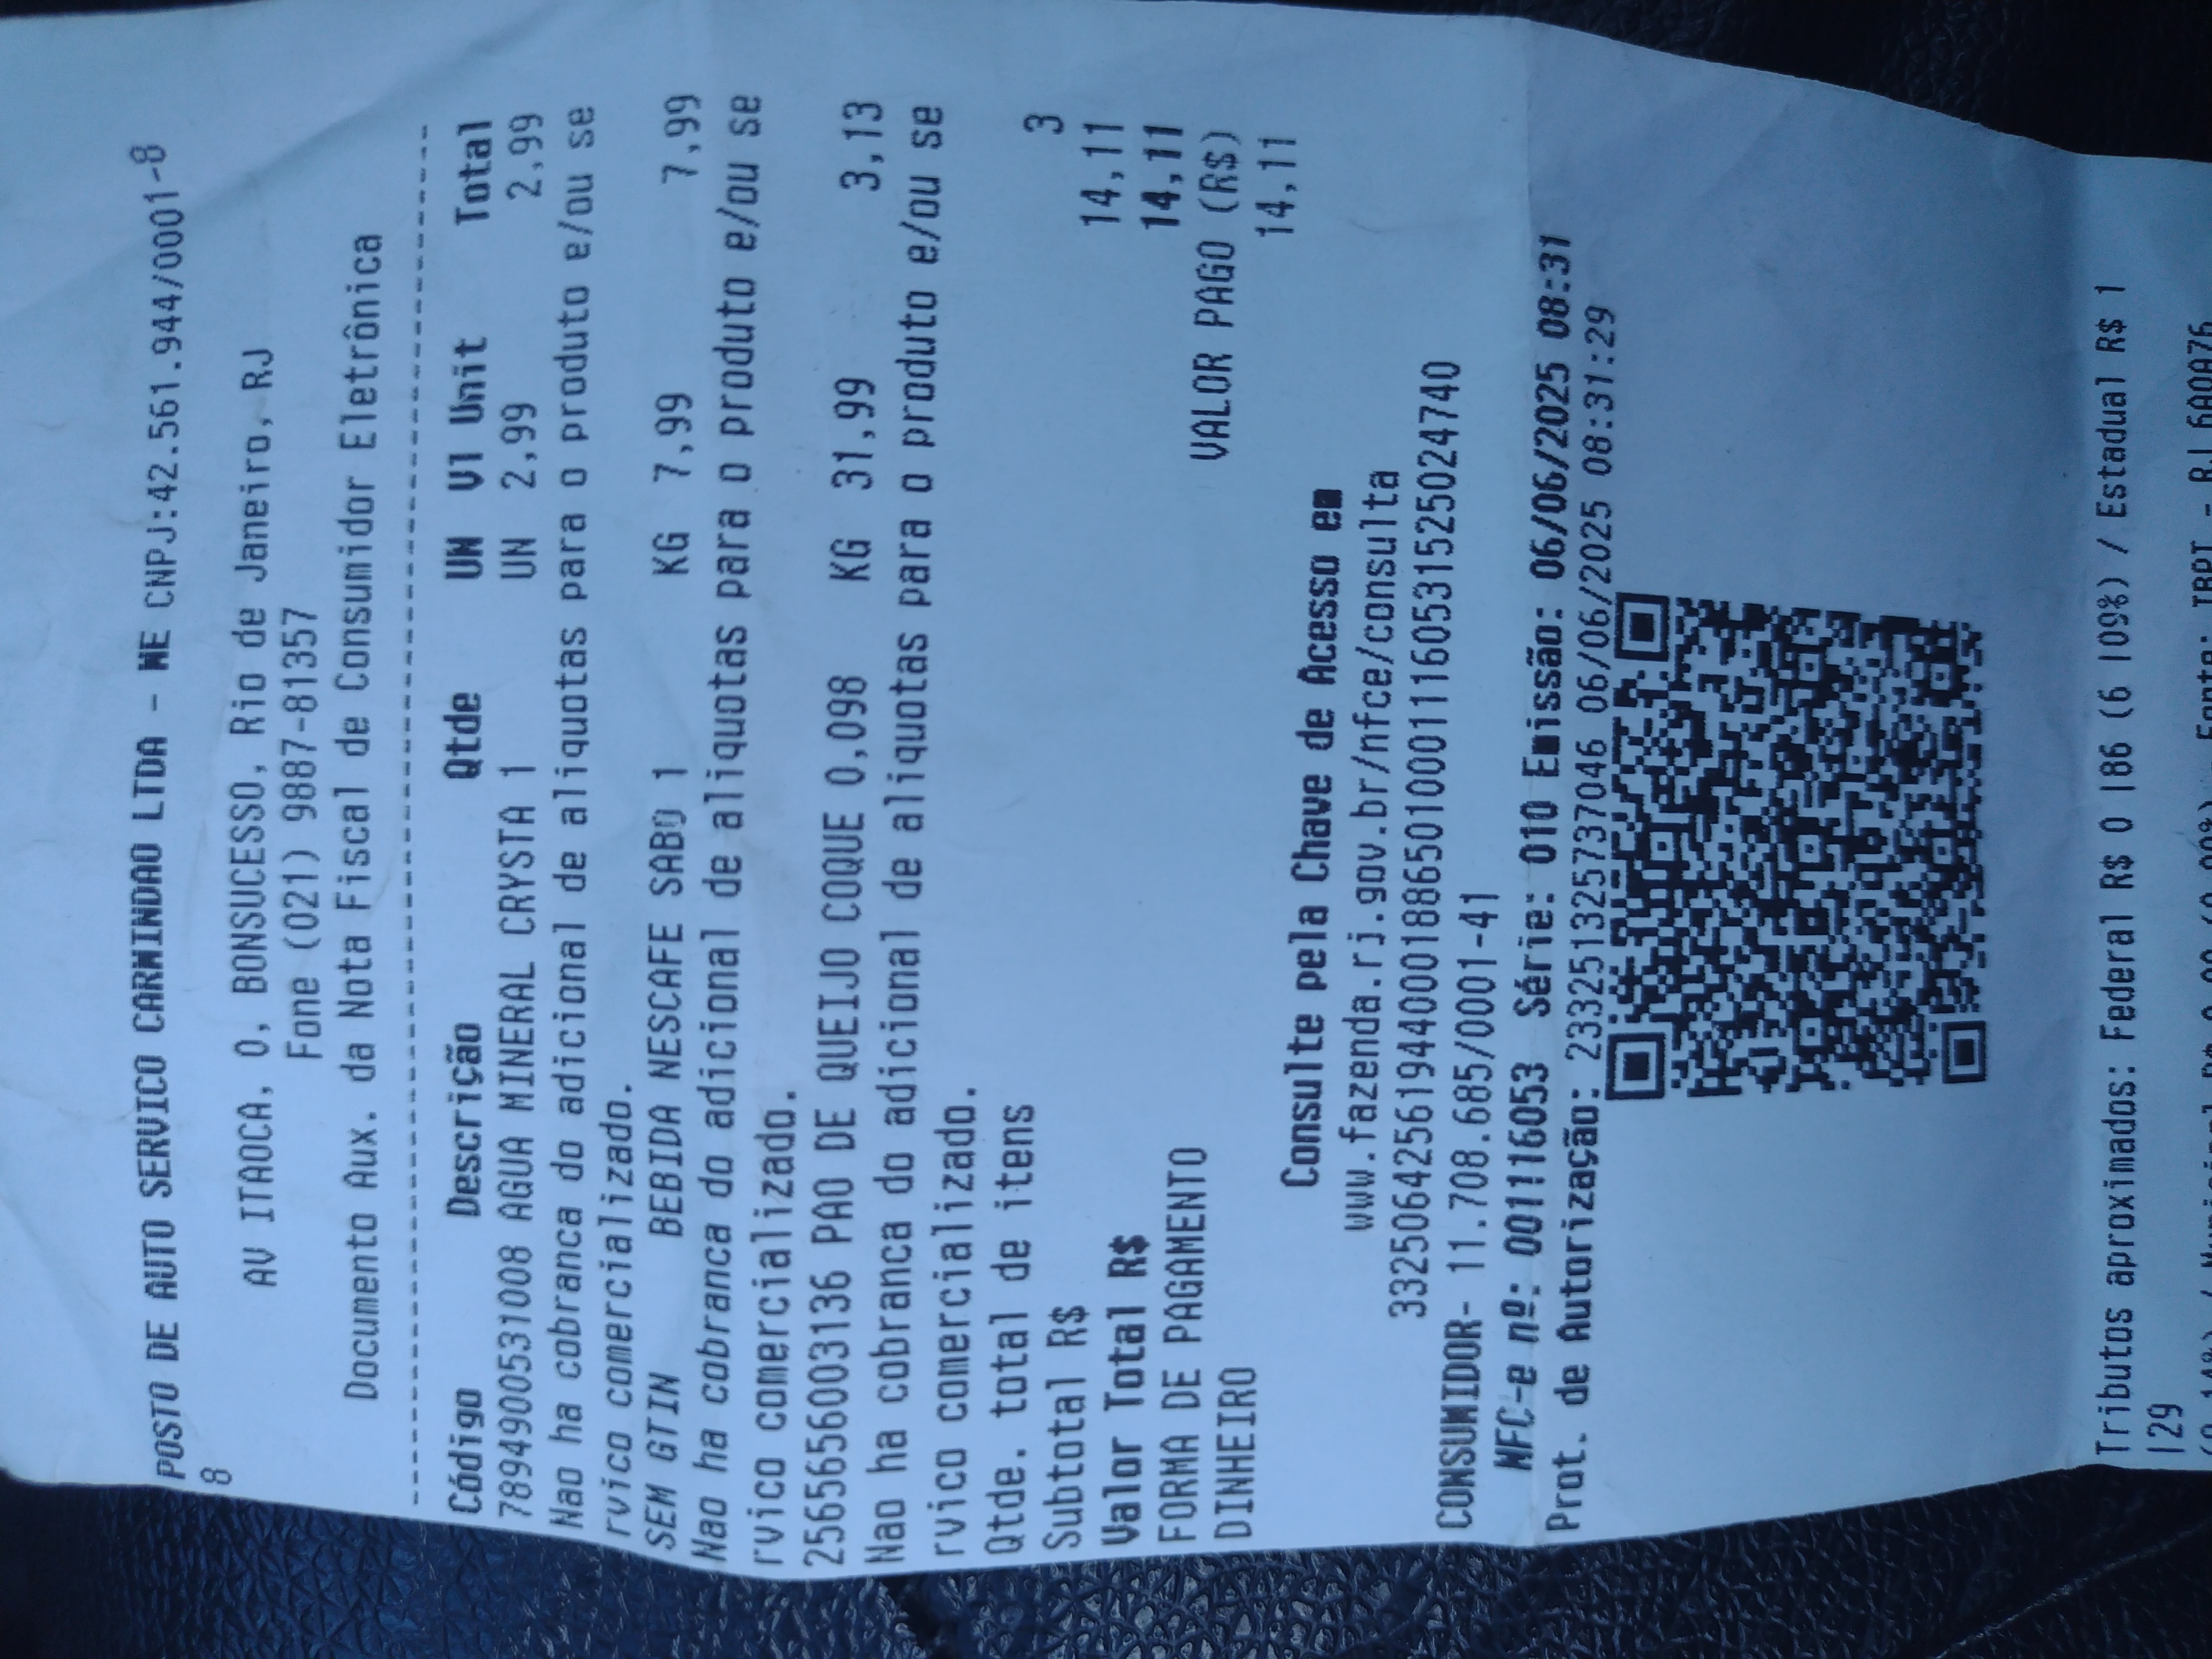 POSTO DE AUTO SERVICO CARMINDAO LTDA - ME CNPJ:42.561.944/0001-8
8
AV ITAOCA, 0, BONSUCESSO, Rio de Janeiro, RJ
Fone (021) 9887-81357
Documento Aux. da Nota Fiscal de Consumidor Eletrônica
Código Descrição Qtde UN Vl Unit Total
7894900531008 AGUA MINERAL CRYSTA 1 UN 2,99 2,99
Nao ha cobranca do adicional de aliquotas para o produto e/ou se
rvico comercializado.
SEM GTIN BEBIDA NESCAFE SABO 1 KG 7,99 7,99
Nao ha cobranca do adicional de aliquotas para o produto e/ou se
rvico comercializado.
2565656003136 PAO DE QUEIJO COQUE 0,098 KG 31,99 3,13
Nao ha cobranca do adicional de aliquotas para o produto e/ou se
rvico comercializado.
Qtde. total de itens 3
Subtotal R$ 14,11
Valor Total R$ 14,11
FORMA DE PAGAMENTO VALOR PAGO (R$)
DINHEIRO 14,11
Consulte pela Chave de Acesso em
www.fazenda.rj.gov.br/nfce/consulta
33250642561944000188650100011160531525024740
CONSUMIDOR- 11.708.685/0001-41
NFC-e nº: 001116053 Série: 010 Emissão: 06/06/2025 08:31
Prot. de Autorização: 233251325737046 06/06/2025 08:31:29
Tributos aproximados: Federal R$ 0 |86 (6 |09%) / Estadual R$ 1
|29